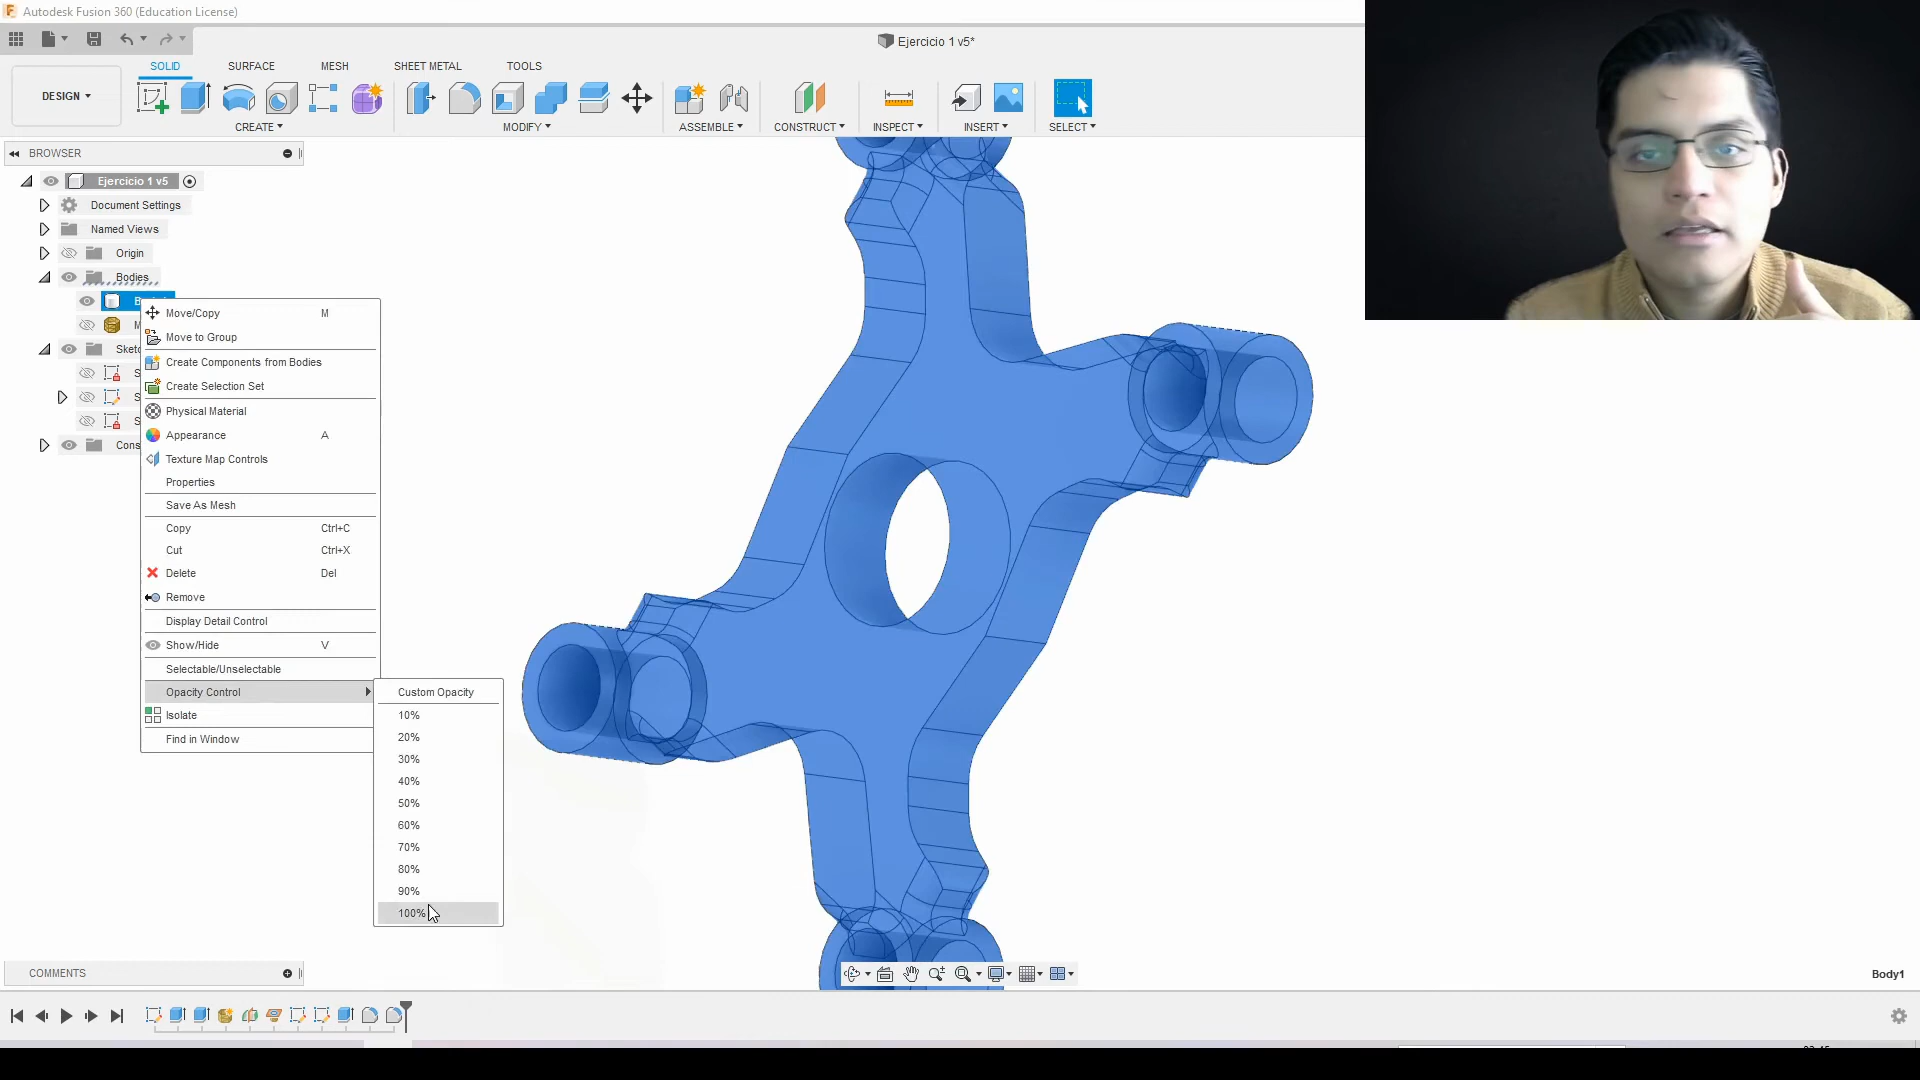 Autodesk Fusion 360 (Education License)
Ejercicio 1 v5*
SOLID
SURFACE
MESH
SHEET METAL
TOOLS
DESIGN
CREATE
MODIFY
ASSEMBLE
CONSTRUCT
INSPECT
INSERT
SELECT
BROWSER
Ejercicio 1 v5
Document Settings
Named Views
Origin
Bodies
Move/Copy M
Move to Group
Create Components from Bodies
Create Selection Set
Physical Material
Appearance A
Texture Map Controls
Properties
Save As Mesh
Copy Ctrl+C
Cut Ctrl+X
Delete Del
Remove
Display Detail Control
Show/Hide V
Selectable/Unselectable
Opacity Control
Isolate
Find in Window
Custom Opacity
10%
20%
30%
40%
50%
60%
70%
80%
90%
100%
COMMENTS
Body1